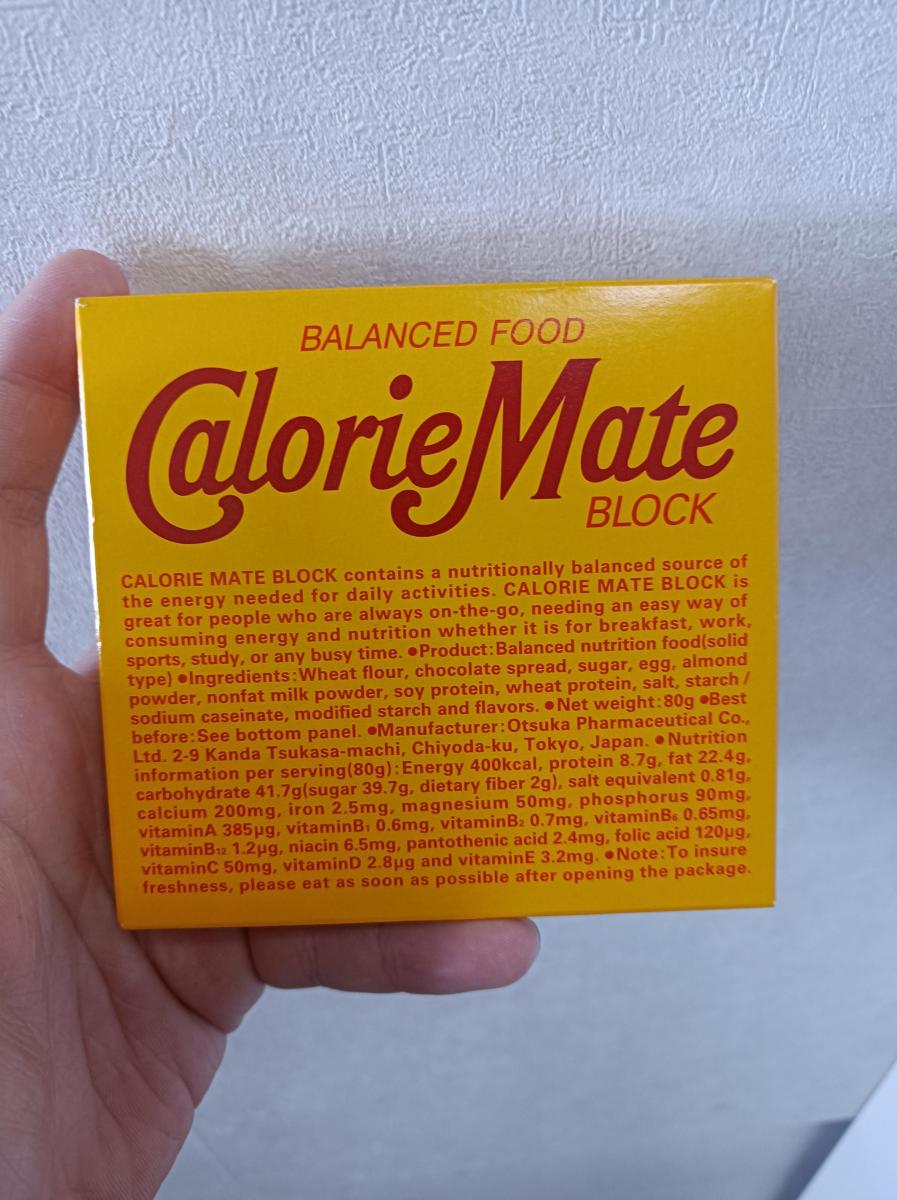 BALANCED FOOD
CalorieMate
BLOCK
CALORIE MATE BLOCK contains a nutritionally balanced source of
the energy needed for daily activities. CALORIE MATE BLOCK is
great for people who are always on-the-go, needing an easy way of
consuming energy and nutrition whether it is for breakfast, work,
sports, study, or any busy time. ●Product:Balanced nutrition food(solid
type) ●Ingredients:Wheat flour, chocolate spread, sugar, egg, almond
powder, nonfat milk powder, soy protein, wheat protein, salt, starch /
sodium caseinate, modified starch and flavors. ●Net weight:80g ●Best
before:See bottom panel. ●Manufacturer:Otsuka Pharmaceutical Co.,
Ltd. 2-9 Kanda Tsukasa-machi, Chiyoda-ku, Tokyo, Japan. ●Nutrition
information per serving(80g):Energy 400kcal, protein 8.7g, fat 22.4g,
carbohydrate 41.7g(sugar 39.7g, dietary fiber 2g), salt equivalent 0.81g,
calcium 200mg, iron 2.5mg, magnesium 50mg, phosphorus 90mg,
vitaminA 385μg, vitaminB₁ 0.6mg, vitaminB₂ 0.7mg, vitaminB₆ 0.65mg,
vitaminB₁₂ 1.2μg, niacin 6.5mg, pantothenic acid 2.4mg, folic acid 120μg,
vitaminC 50mg, vitaminD 2.8μg and vitaminE 3.2mg. ●Note:To insure
freshness, please eat as soon as possible after opening the package.